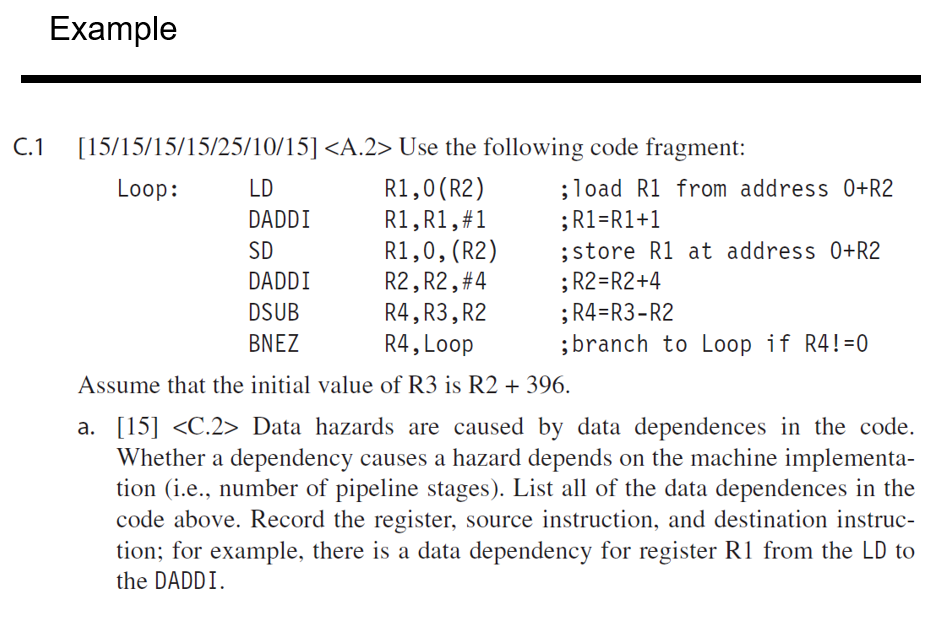 Example
C.1 [15/15/15/15/25/10/15] <A.2> Use the following code fragment:
Loop: LD R1,0(R2) ;load R1 from address 0+R2
DADDI R1,R1,#1 ;R1=R1+1
SD R1,0,(R2) ;store R1 at address 0+R2
DADDI R2,R2,#4 ;R2=R2+4
DSUB R4,R3,R2 ;R4=R3-R2
BNEZ R4,Loop ;branch to Loop if R4!=0
Assume that the initial value of R3 is R2 + 396.
a. [15] <C.2> Data hazards are caused by data dependences in the code.
Whether a dependency causes a hazard depends on the machine implementa-
tion (i.e., number of pipeline stages). List all of the data dependences in the
code above. Record the register, source instruction, and destination instruc-
tion; for example, there is a data dependency for register R1 from the LD to
the DADDI.